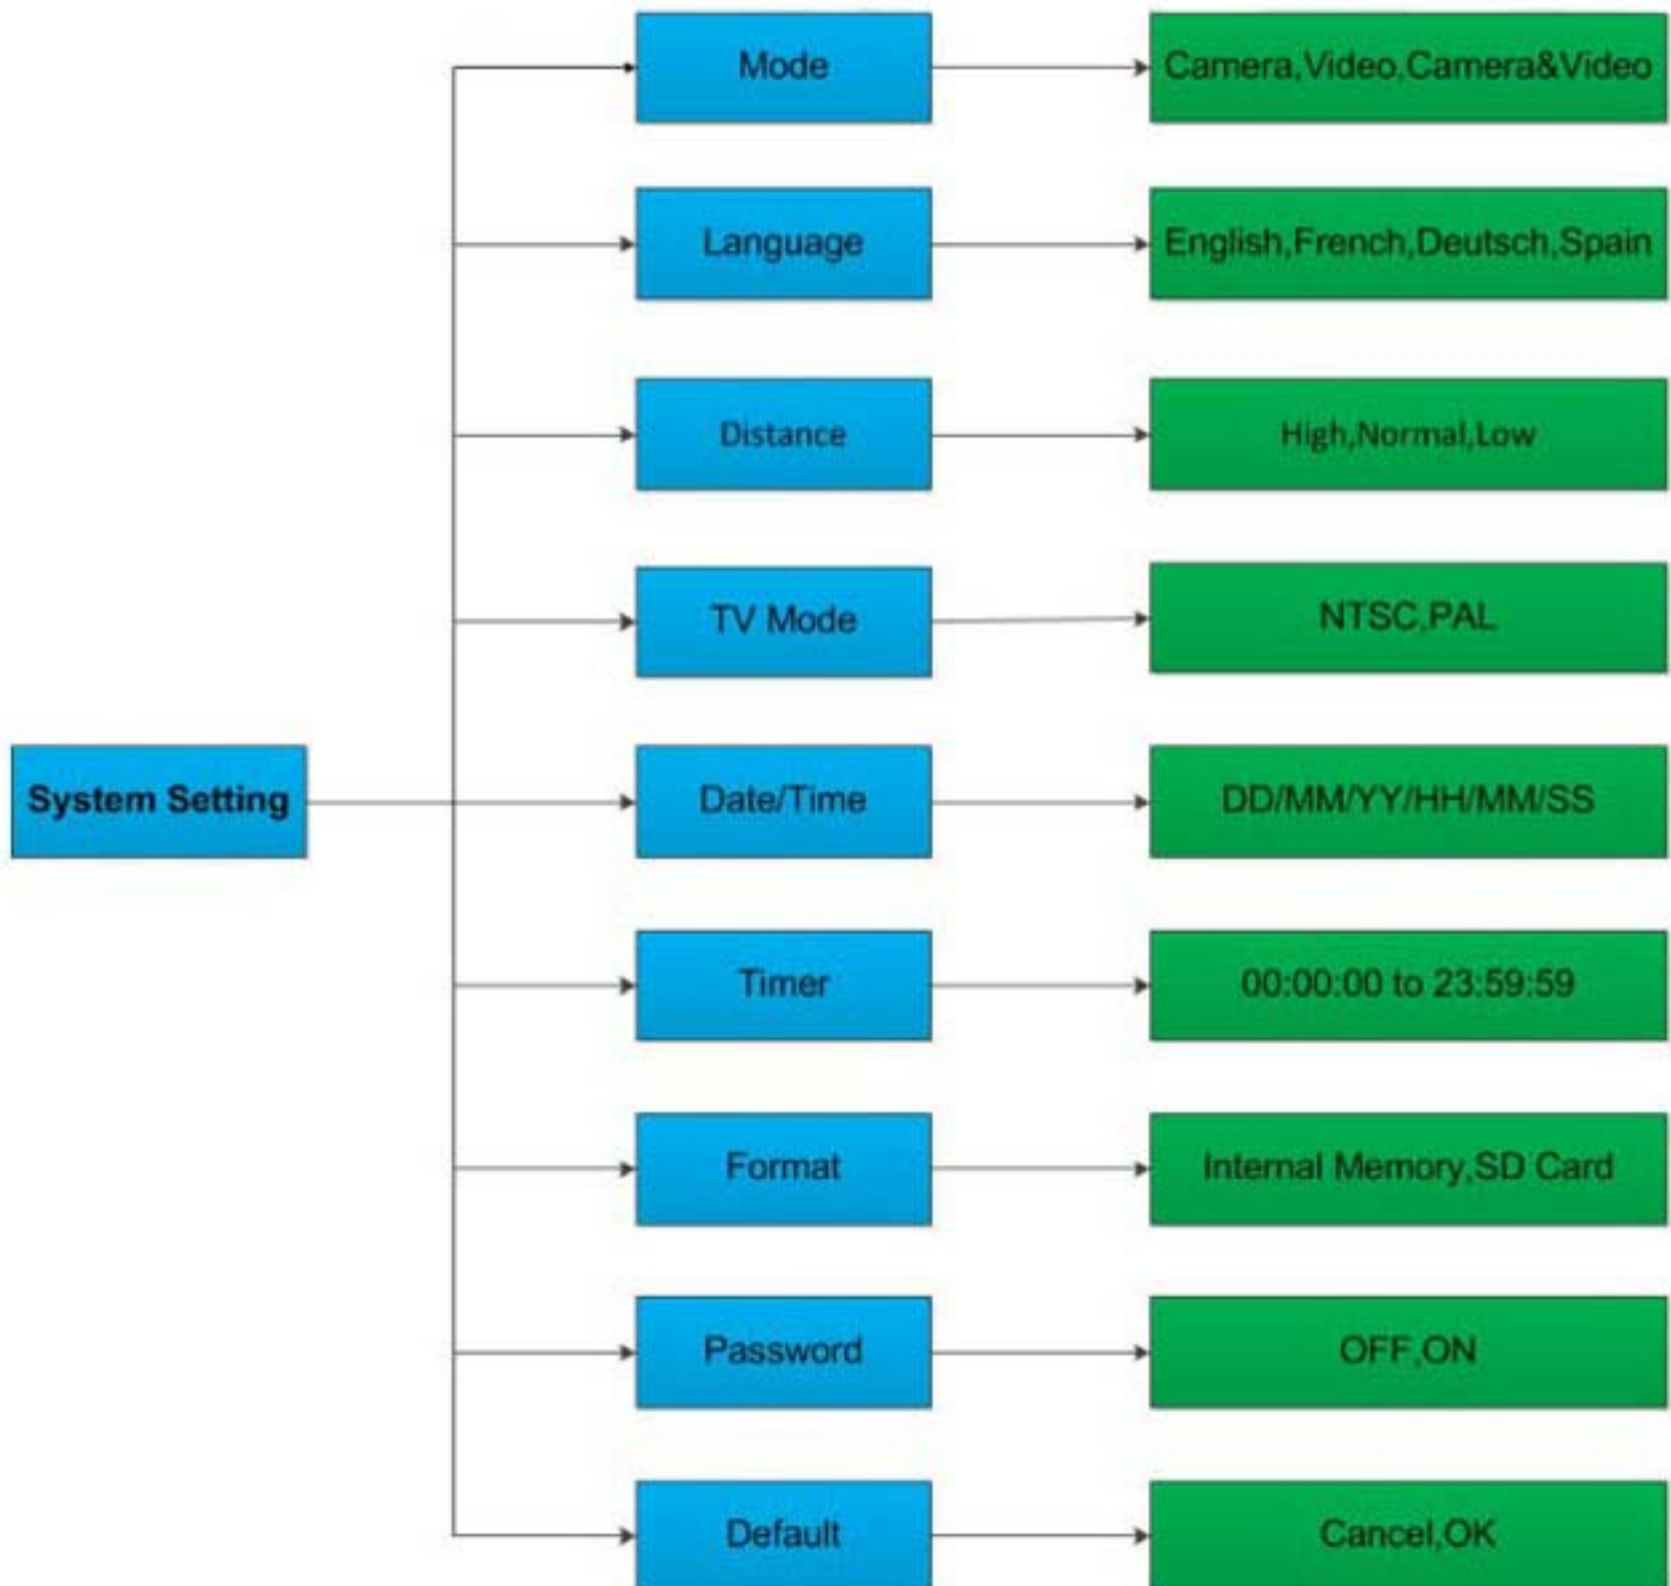 Mode
Camera,Video,Camera&Video
Language
English,French,Deutsch,Spain
Distance
High,Normal,Low
TV Mode
NTSC,PAL
System Setting
Date/Time
DD/MM/YY/HH/MM/SS
Timer
00:00:00 to 23:59:59
Format
Internal Memory,SD Card
Password
OFF,ON
Default
Cancel,OK